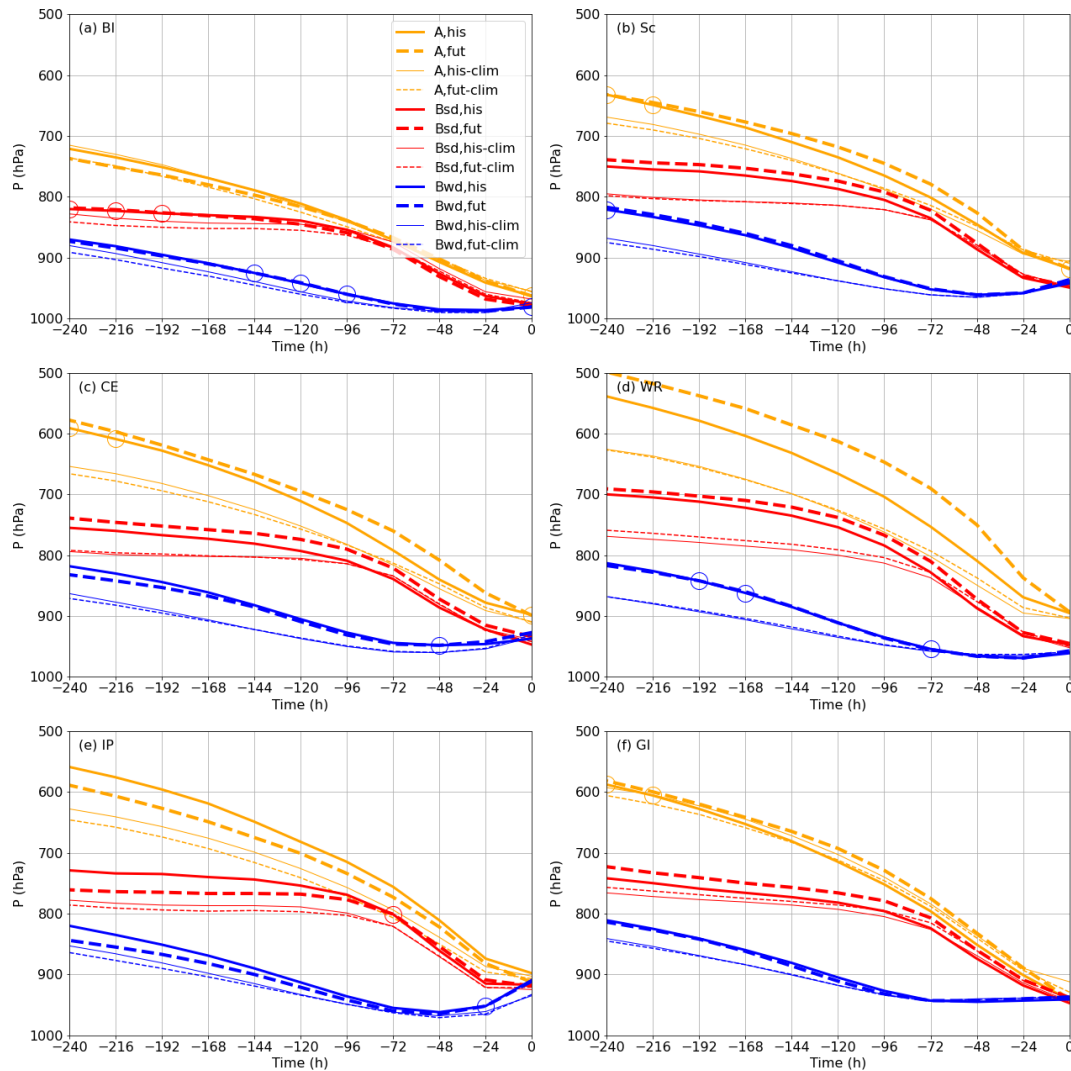 (a) BI
500
600
700
800
900
1000
P (hPa)
−240 −216 −192 −168 −144 −120 −96 −72 −48 −24 0
Time (h)
A,his
A,fut
A,his-clim
A,fut-clim
Bsd,his
Bsd,fut
Bsd,his-clim
Bsd,fut-clim
Bwd,his
Bwd,fut
Bwd,his-clim
Bwd,fut-clim
(b) Sc
500
600
700
800
900
1000
P (hPa)
−240 −216 −192 −168 −144 −120 −96 −72 −48 −24 0
Time (h)
(c) CE
500
600
700
800
900
1000
P (hPa)
−240 −216 −192 −168 −144 −120 −96 −72 −48 −24 0
Time (h)
(d) WR
500
600
700
800
900
1000
P (hPa)
−240 −216 −192 −168 −144 −120 −96 −72 −48 −24 0
Time (h)
(e) IP
500
600
700
800
900
1000
P (hPa)
−240 −216 −192 −168 −144 −120 −96 −72 −48 −24 0
Time (h)
(f) GI
500
600
700
800
900
1000
P (hPa)
−240 −216 −192 −168 −144 −120 −96 −72 −48 −24 0
Time (h)